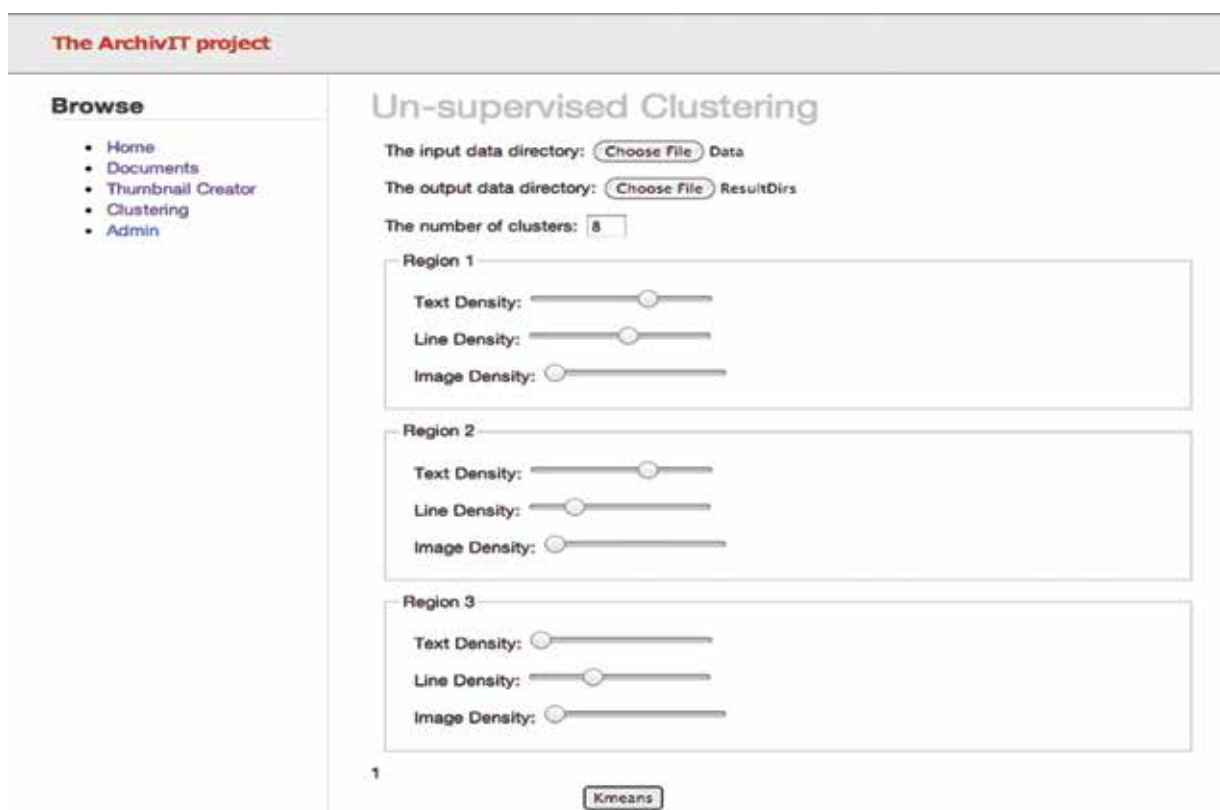 The ArchivIT project
Browse
Home
Documents
Thumbnail Creator
Clustering
Admin
Un-supervised Clustering
The input data directory: Choose File Data
The output data directory: Choose File ResultDirs
The number of clusters: 8
Region 1
Text Density:
Line Density:
Image Density:
Region 2
Text Density:
Line Density:
Image Density:
Region 3
Text Density:
Line Density:
Image Density:
1
Kmeans